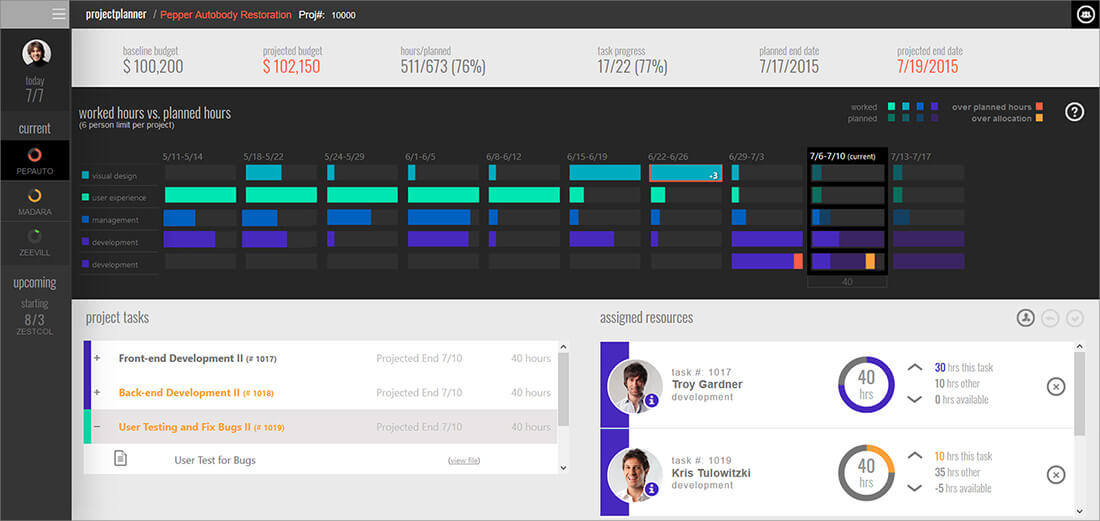 projectplanner / Pepper Autobody Restoration Proj#: 10000
today
7/7
current
PEPAUTO
MADARA
ZEEVILL
upcoming
starting
8/3
ZESTCOL
baseline budget
$ 100,200
projected budget
$ 102,150
hours/planned
511/673 (76%)
task progress
17/22 (77%)
planned end date
7/17/2015
projected end date
7/19/2015
worked hours vs. planned hours
(6 person limit per project)
worked
planned
over planned hours
over allocation
?
5/11-5/14 5/18-5/22 5/24-5/29 6/1-6/5 6/8-6/12 6/15-6/19 6/22-6/26 6/29-7/3 7/6-7/10 (current) 7/13-7/17
visual design
-3
user experience
management
development
development
40
project tasks
+ Front-end Development II (# 1017) Projected End 7/10 40 hours
+ Back-end Development II (# 1018) Projected End 7/10 40 hours
– User Testing and Fix Bugs II (# 1019) Projected End 7/10 40 hours
User Test for Bugs (view file)
assigned resources
task #: 1017
Troy Gardner
development
i
40
hrs
30 hrs this task
10 hrs other
0 hrs available
task #: 1019
Kris Tulowitzki
development
i
40
hrs
10 hrs this task
35 hrs other
-5 hrs available